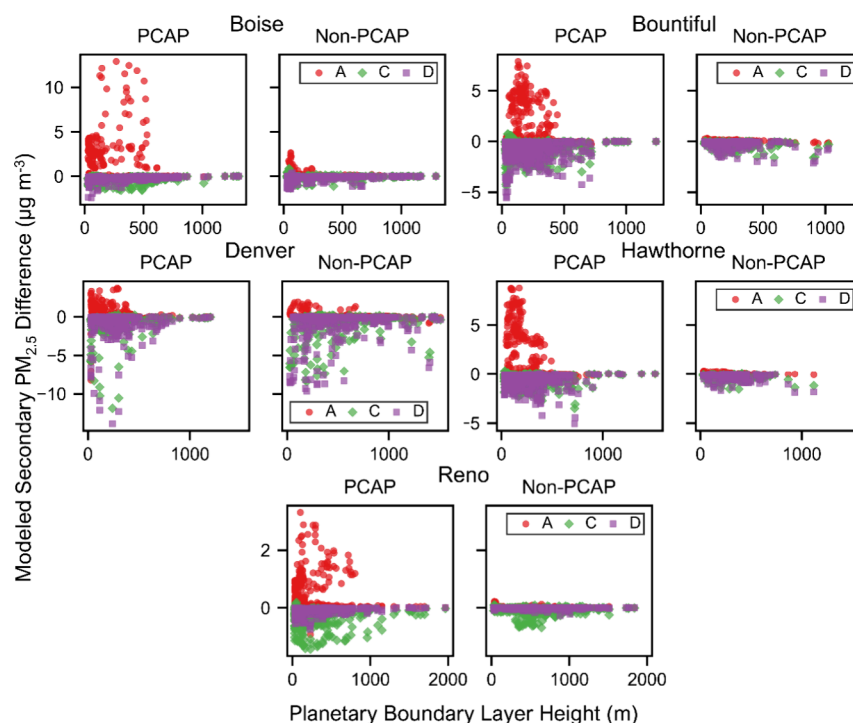 Boise
Bountiful
PCAP
Non-PCAP
PCAP
Non-PCAP
A C D
A C D
10
5
0
5
0
−5
0 500 1000
0 500 1000
0 500 1000
0 500 1000
Denver
Hawthorne
PCAP
Non-PCAP
PCAP
Non-PCAP
A C D
A C D
0
−5
−10
5
0
−5
0 1000
0 1000
0 1000
0 1000
Reno
PCAP
Non-PCAP
A C D
2
0
0 1000 2000
0 1000 2000
Modeled Secondary PM2.5 Difference (µg m-3)
Planetary Boundary Layer Height (m)